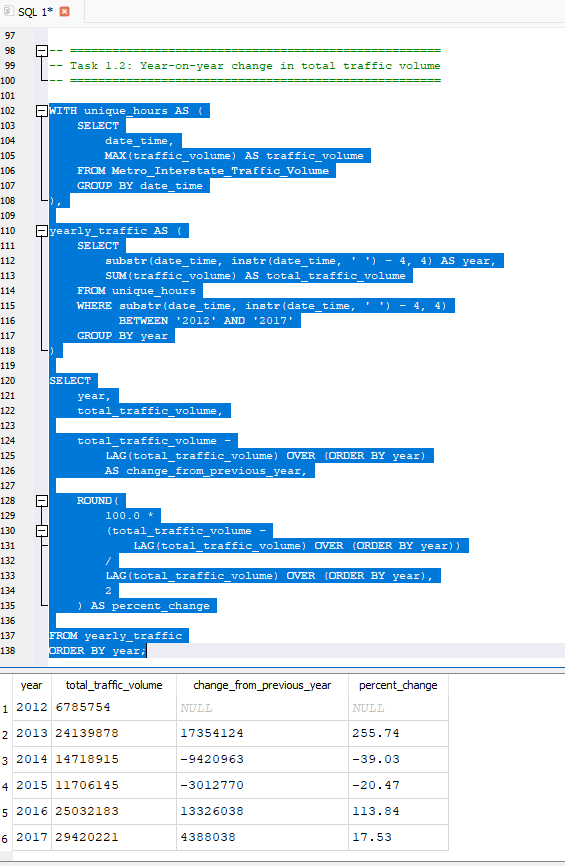 SQL 1*
97
98 -- =====================================================
99 -- Task 1.2: Year-on-year change in total traffic volume
100 -- =====================================================
101
102 WITH unique_hours AS (
103     SELECT
104         date_time,
105         MAX(traffic_volume) AS traffic_volume
106     FROM Metro_Interstate_Traffic_Volume
107     GROUP BY date_time
108 ),
109
110 yearly_traffic AS (
111     SELECT
112         substr(date_time, instr(date_time, ' ') - 4, 4) AS year,
113         SUM(traffic_volume) AS total_traffic_volume
114     FROM unique_hours
115     WHERE substr(date_time, instr(date_time, ' ') - 4, 4)
116           BETWEEN '2012' AND '2017'
117     GROUP BY year
118 )
119
120 SELECT
121     year,
122     total_traffic_volume,
123
124     total_traffic_volume -
125         LAG(total_traffic_volume) OVER (ORDER BY year)
126         AS change_from_previous_year,
127
128     ROUND(
129         100.0 *
130         (total_traffic_volume -
131             LAG(total_traffic_volume) OVER (ORDER BY year))
132         /
133         LAG(total_traffic_volume) OVER (ORDER BY year),
134         2
135     ) AS percent_change
136
137 FROM yearly_traffic
138 ORDER BY year;
year total_traffic_volume change_from_previous_year percent_change
1 2012 6785754 NULL NULL
2 2013 24139878 17354124 255.74
3 2014 14718915 -9420963 -39.03
4 2015 11706145 -3012770 -20.47
5 2016 25032183 13326038 113.84
6 2017 29420221 4388038 17.53